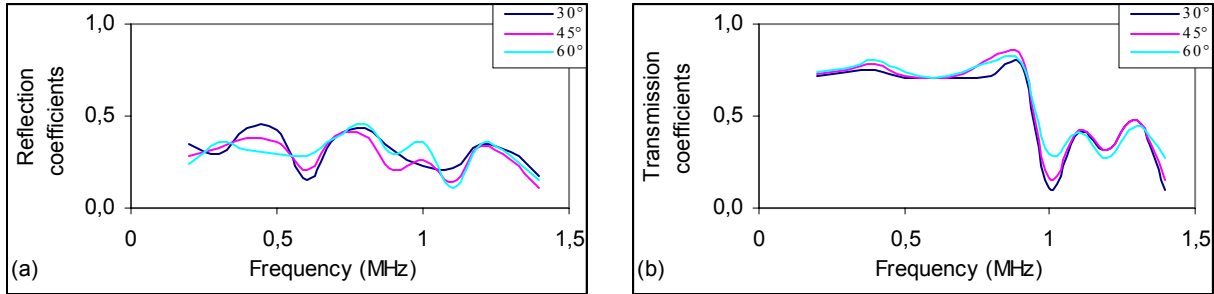 1,0
0,5
0,0
Reflection
coefficients
0
0,5
1
1,5
Frequency (MHz)
30°
45°
60°
(a)
1,0
0,5
0,0
Transmission
coefficients
0
0,5
1
1,5
Frequency (MHz)
30°
45°
60°
(b)